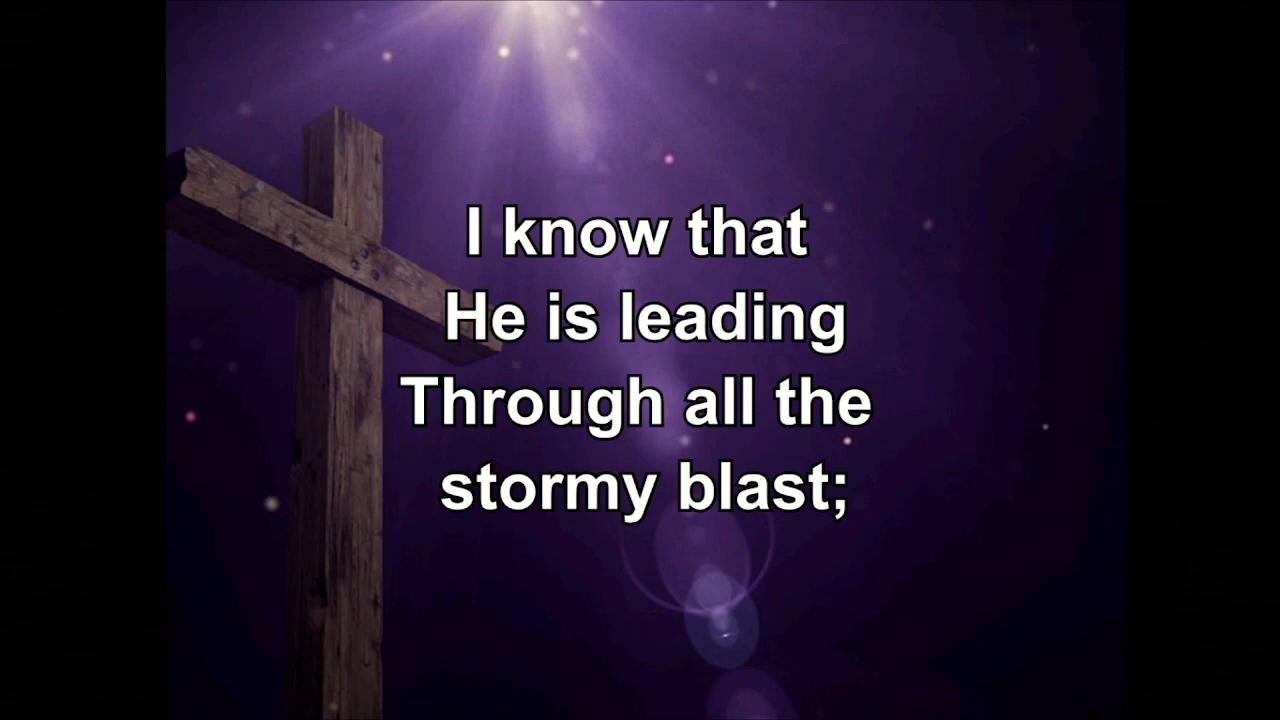 I know that
He is leading
Through all the
stormy blast;